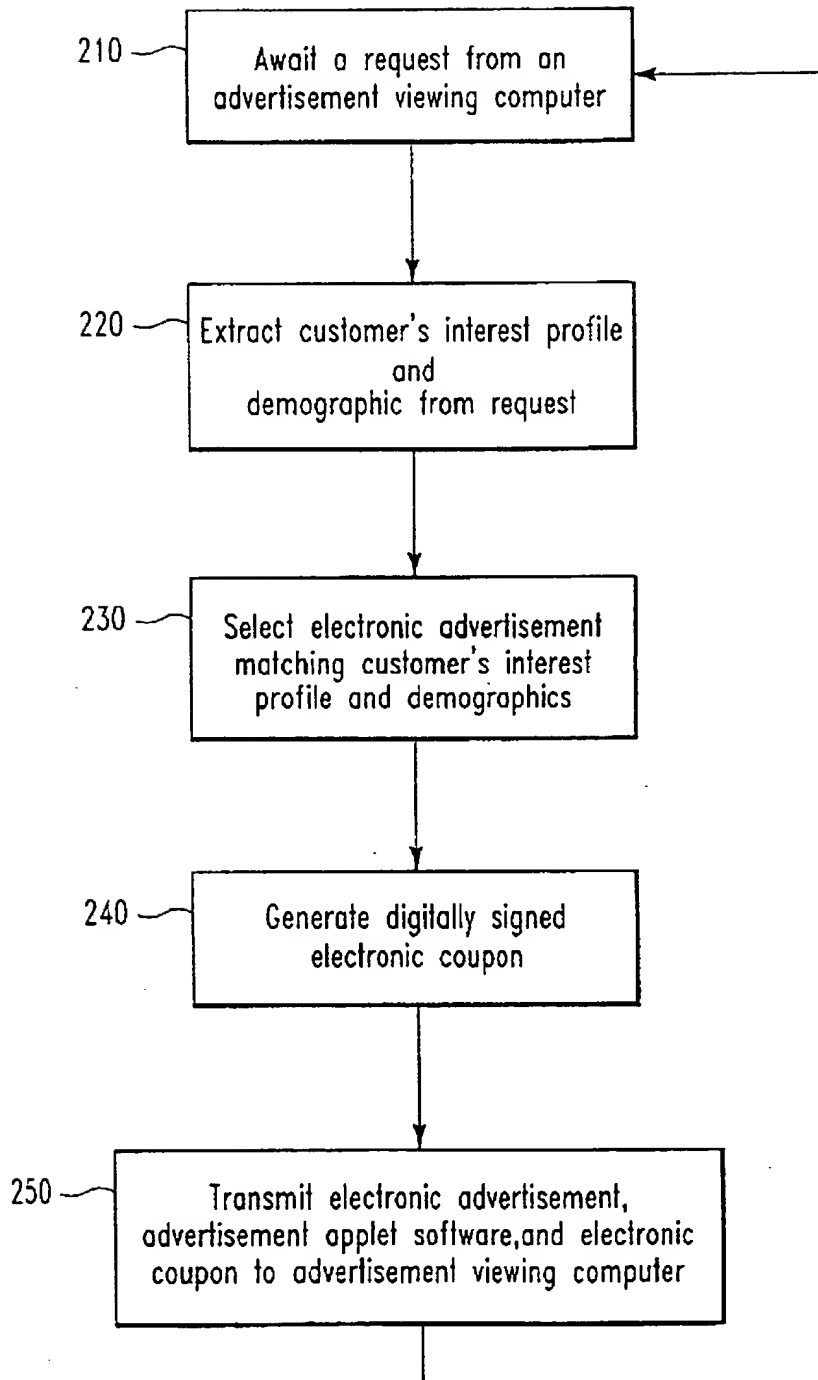 210
Await a request from an
advertisement viewing computer
220
Extract customer's interest profile
and
demographic from request
230
Select electronic advertisement
matching customer's interest
profile and demographics
240
Generate digitally signed
electronic coupon
250
Transmit electronic advertisement,
advertisement applet software,and electronic
coupon to advertisement viewing computer